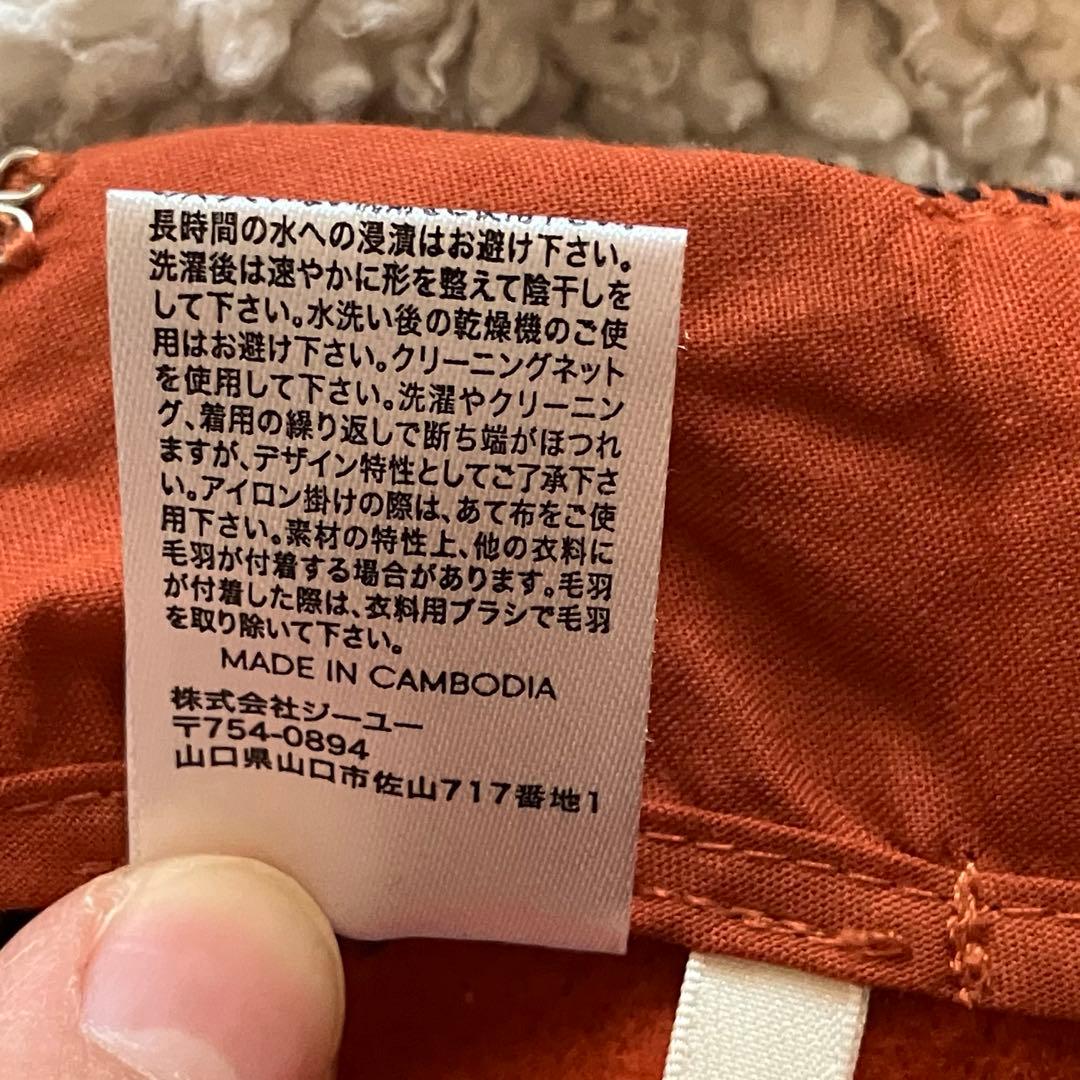 長時間の水への浸漬はお避け下さい。
洗濯後は速やかに形を整えて陰干しを
して下さい。水洗い後の乾燥機のご使
用はお避け下さい。クリーニングネット
を使用して下さい。洗濯やクリーニン
グ、着用の繰り返しで断ち端がほつれ
ますが、デザイン特性としてご了承下さ
い。アイロン掛けの際は、あて布をご使
用下さい。素材の特性上、他の衣料に
毛羽が付着する場合があります。毛羽
が付着した際は、衣料用ブラシで毛羽
を取り除いて下さい。
MADE IN CAMBODIA
株式会社ジーユー
〒754-0894
山口県山口市佐山717番地1